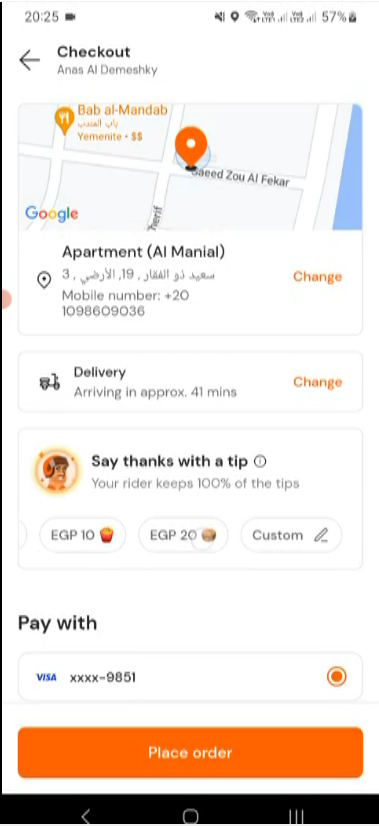 20:25
57%
Checkout
Anas Al Demeshky
Bab al-Mandab
باب المندب
Yemenite • $$
Saeed Zou Al Fekar
herif
Google
Apartment (Al Manial)
سعيد ذو الفقار , 19, الأرضي , 3
Mobile number: +20
1098609036
Change
Delivery
Arriving in approx. 41 mins
Change
Say thanks with a tip
Your rider keeps 100% of the tips
EGP 10
EGP 20
Custom
Pay with
VISA xxxx-9851
Place order